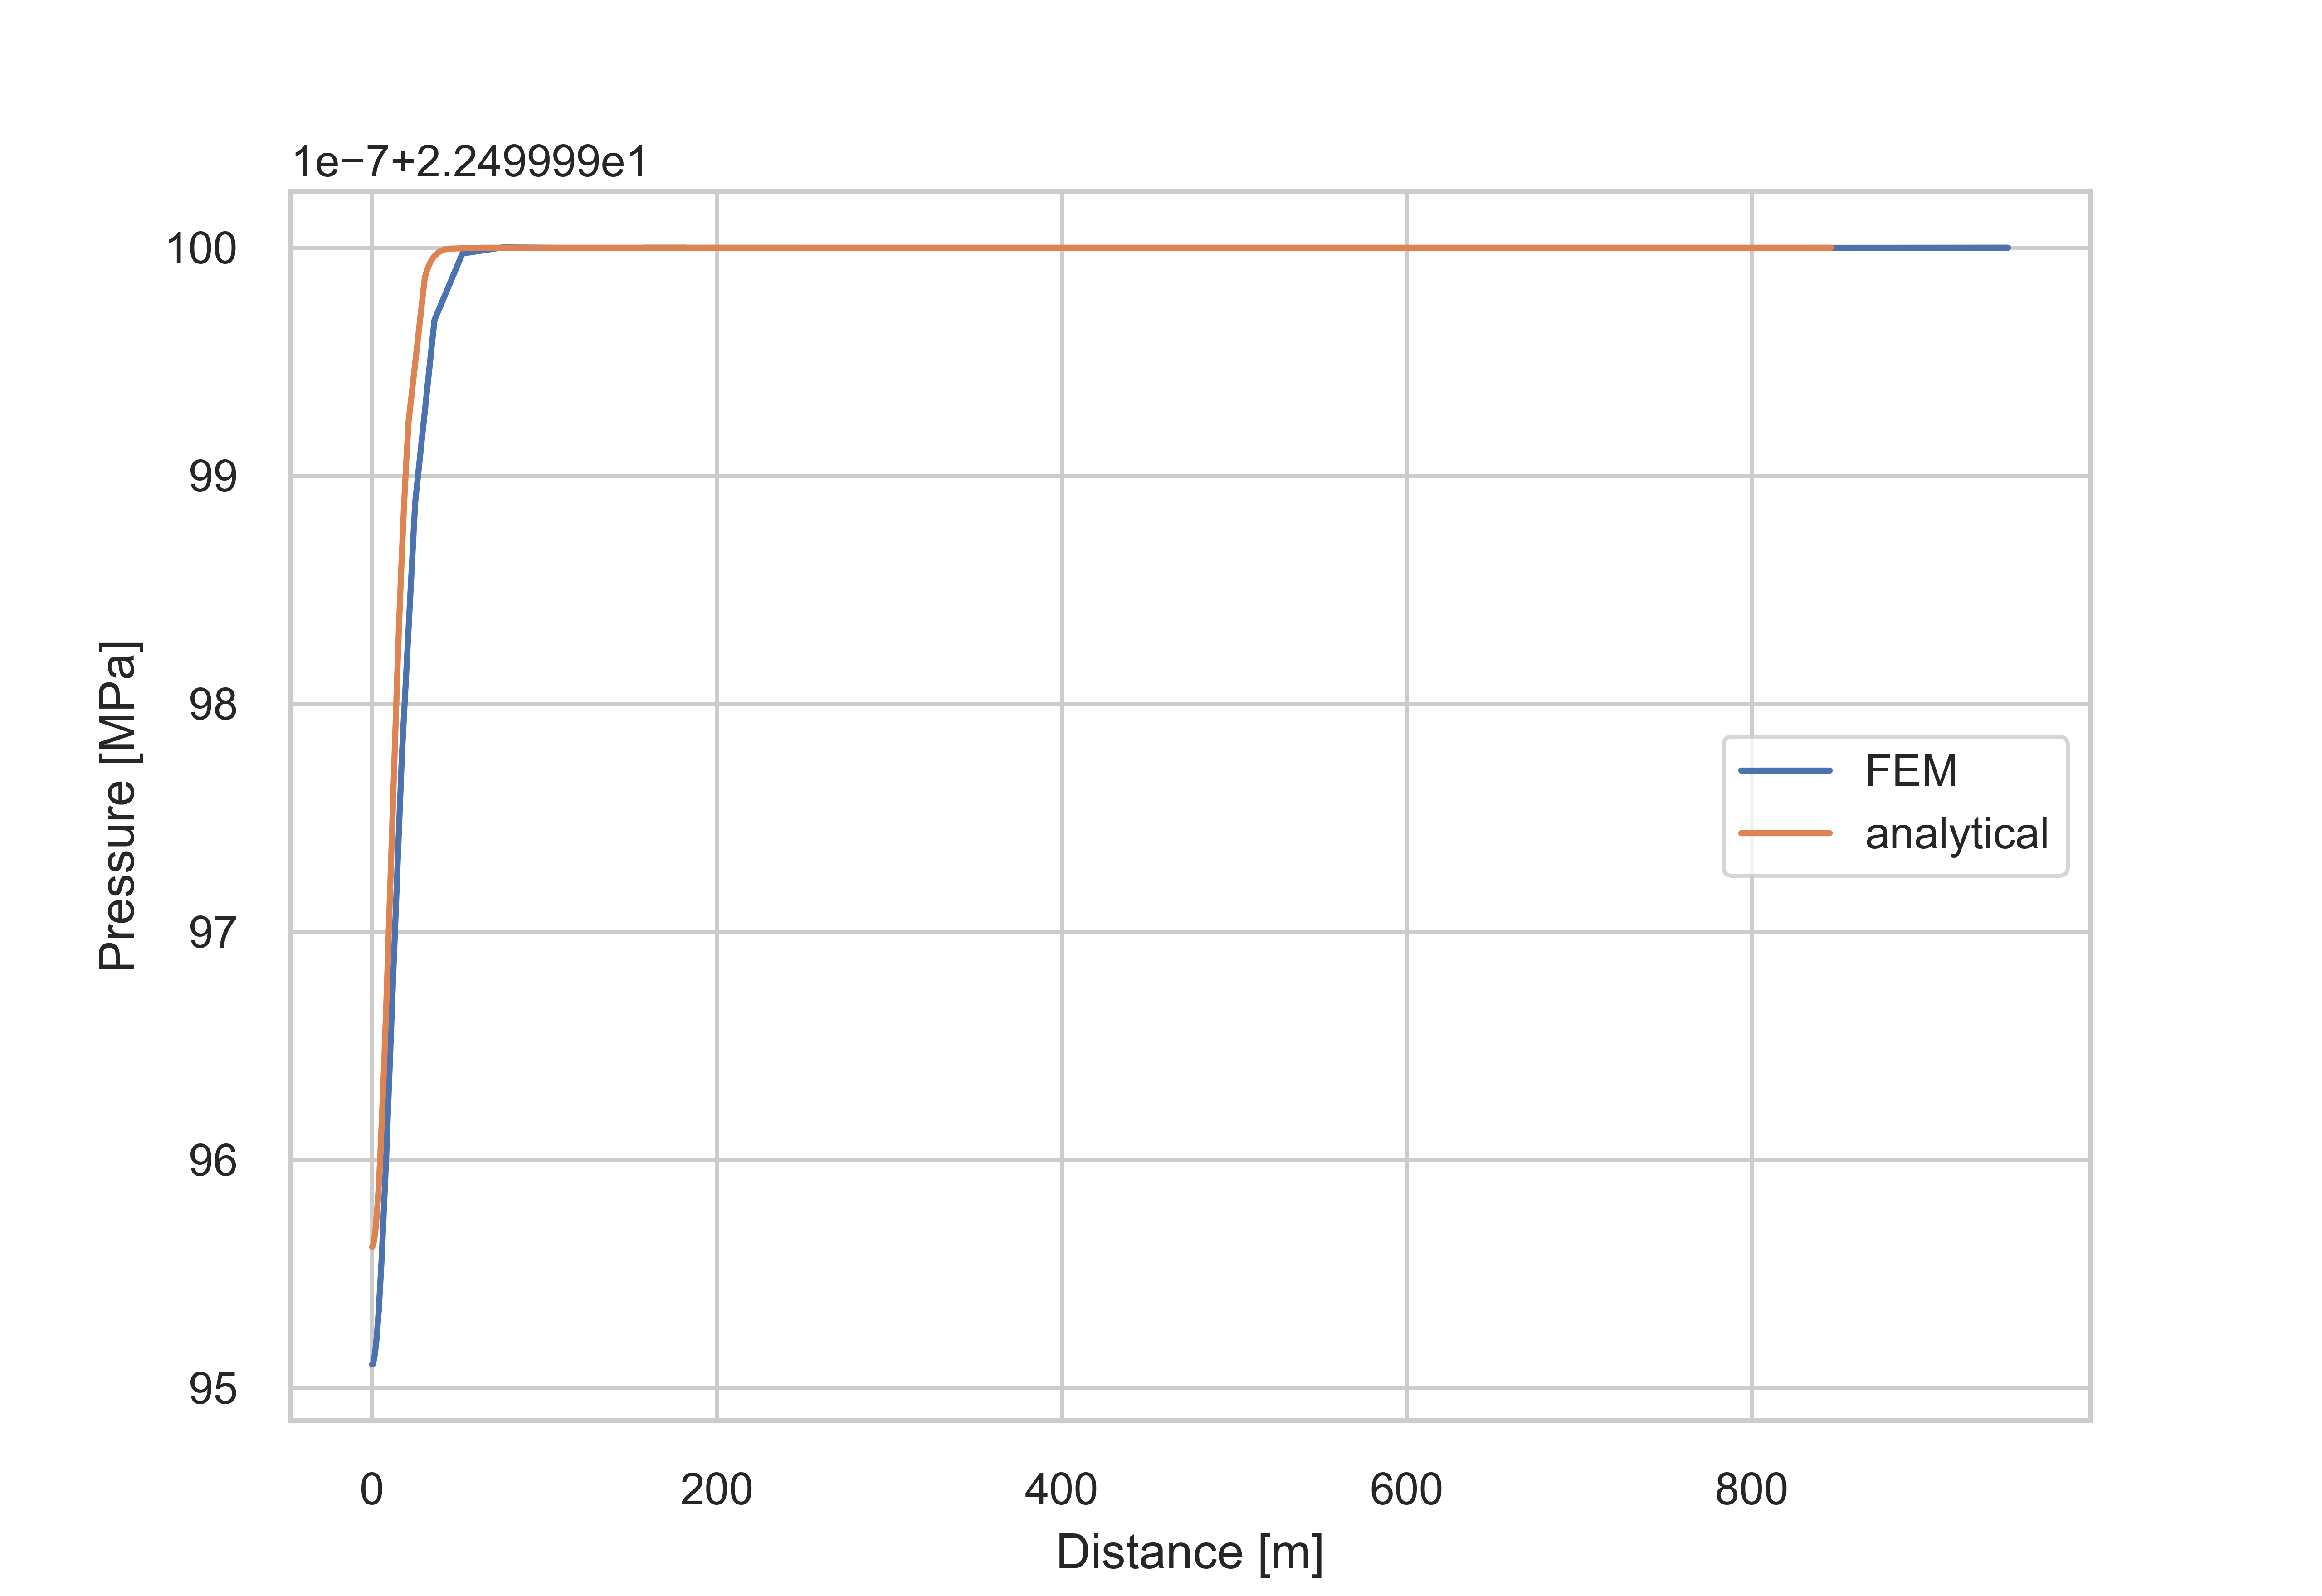 1e−7+2.249999e1
100
99
98
97
96
95
Pressure [MPa]
FEM
analytical
0 200 400 600 800
Distance [m]